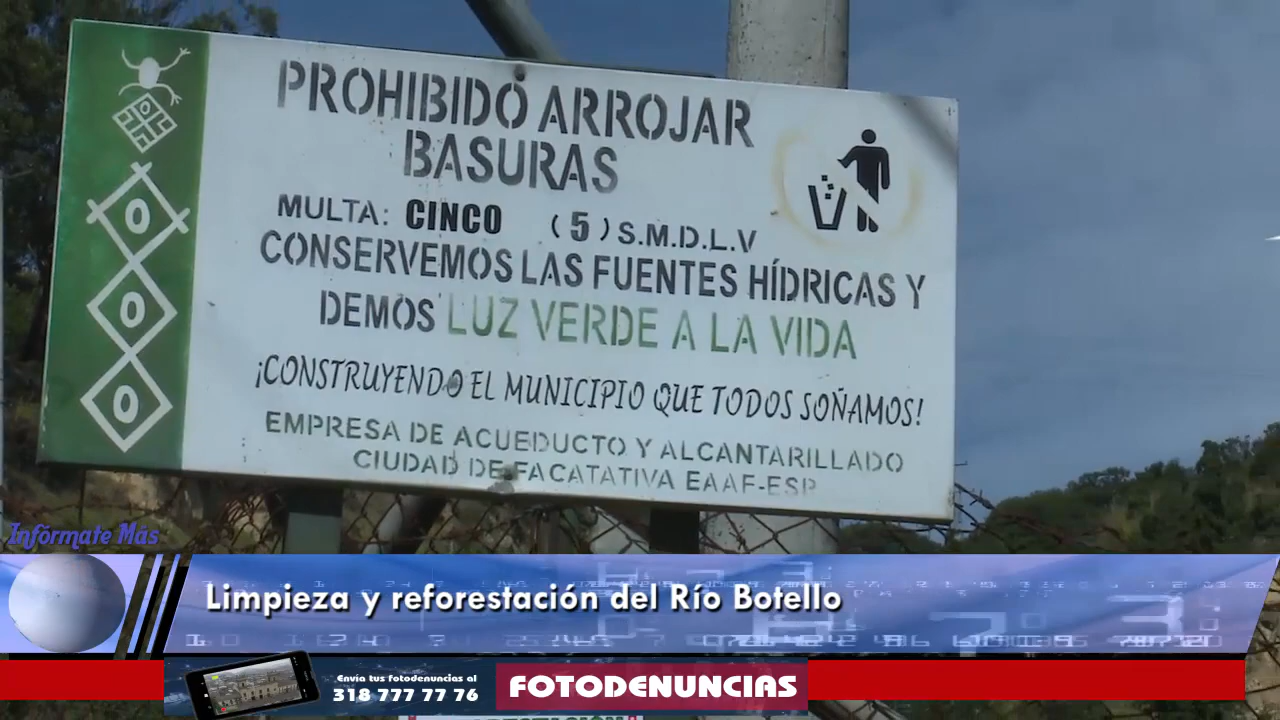 PROHIBIDO ARROJAR
BASURAS
MULTA: CINCO (5) S.M.D.L.V
CONSERVEMOS LAS FUENTES HÍDRICAS Y
DEMOS LUZ VERDE A LA VIDA
¡CONSTRUYENDO EL MUNICIPIO QUE TODOS SOÑAMOS!
EMPRESA DE ACUEDUCTO Y ALCANTARILLADO
CIUDAD DE FACATATIVA EAAF-ESP
Infórmate Más
Limpieza y reforestación del Río Botello
Envía tus fotodenuncias al
318 777 77 76
FOTODENUNCIAS